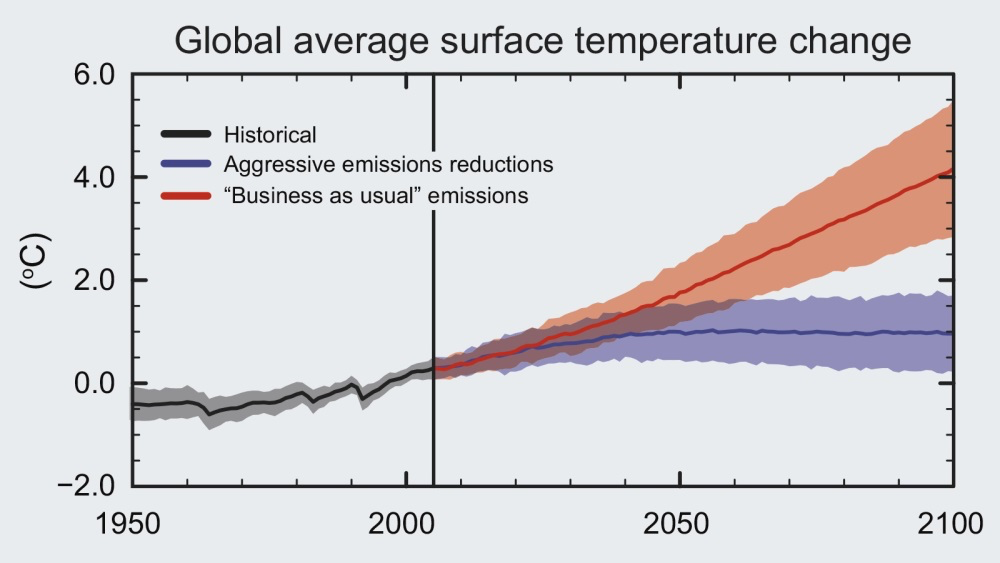 Global average surface temperature change
6.0
4.0
2.0
0.0
−2.0
(°C)
Historical
Aggressive emissions reductions
“Business as usual” emissions
1950
2000
2050
2100